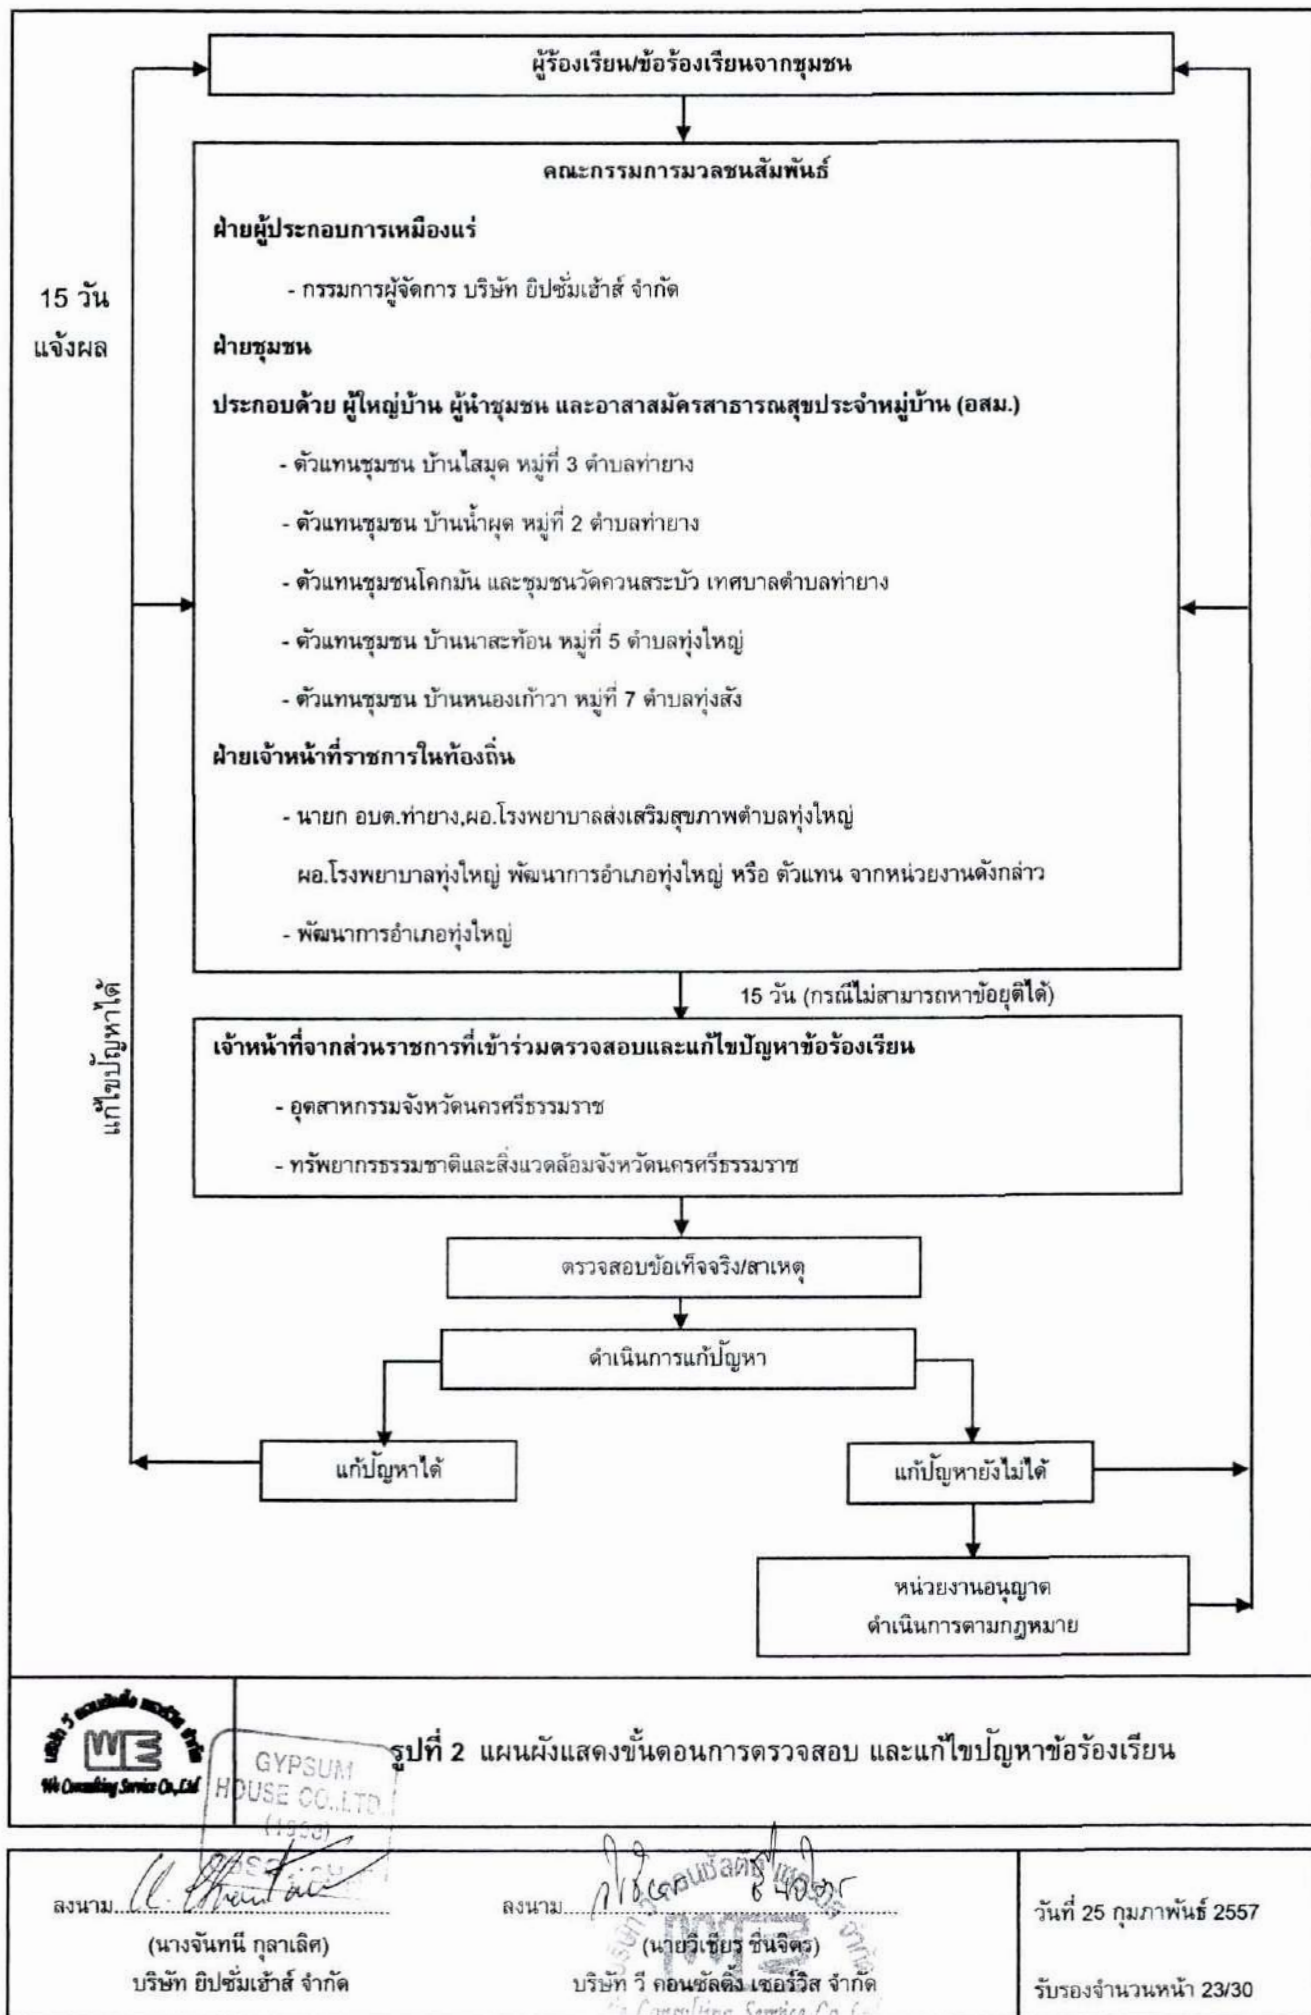 ผู้ร้องเรียน/ข้อร้องเรียนจากชุมชน
คณะกรรมการมวลชนสัมพันธ์
ฝ่ายผู้ประกอบการเหมืองแร่
- กรรมการผู้จัดการ บริษัท ยิปซั่มเฮ้าส์ จำกัด
15 วัน
แจ้งผล
ฝ่ายชุมชน
ประกอบด้วย ผู้ใหญ่บ้าน ผู้นำชุมชน และอาสาสมัครสาธารณสุขประจำหมู่บ้าน (อสม.)
- ตัวแทนชุมชน บ้านไสมุด หมู่ที่ 3 ตำบลท่ายาง
- ตัวแทนชุมชน บ้านน้ำผุด หมู่ที่ 2 ตำบลท่ายาง
- ตัวแทนชุมชนโคกมัน และชุมชนวัดควนสระบัว เทศบาลตำบลท่ายาง
- ตัวแทนชุมชน บ้านนาสะท้อน หมู่ที่ 5 ตำบลทุ่งใหญ่
- ตัวแทนชุมชน บ้านหนองเก้าวา หมู่ที่ 7 ตำบลทุ่งสัง
ฝ่ายเจ้าหน้าที่ราชการในท้องถิ่น
- นายก อบต.ท่ายาง,ผอ.โรงพยาบาลส่งเสริมสุขภาพตำบลทุ่งใหญ่
ผอ.โรงพยาบาลทุ่งใหญ่ พัฒนาการอำเภอทุ่งใหญ่ หรือ ตัวแทน จากหน่วยงานดังกล่าว
- พัฒนาการอำเภอทุ่งใหญ่
แก้ไขปัญหาได้
15 วัน (กรณีไม่สามารถหาข้อยุติได้)
เจ้าหน้าที่จากส่วนราชการที่เข้าร่วมตรวจสอบและแก้ไขปัญหาข้อร้องเรียน
- อุตสาหกรรมจังหวัดนครศรีธรรมราช
- ทรัพยากรธรรมชาติและสิ่งแวดล้อมจังหวัดนครศรีธรรมราช
ตรวจสอบข้อเท็จจริง/สาเหตุ
ดำเนินการแก้ปัญหา
แก้ปัญหาได้
แก้ปัญหายังไม่ได้
หน่วยงานอนุญาต
ดำเนินการตามกฎหมาย
บริษัท วี คอนซัลติ้ง เซอร์วิส จำกัด
WE
We Consulting Service Co.,Ltd.
GYPSUM
HOUSE CO.,LTD.
รูปที่ 2 แผนผังแสดงขั้นตอนการตรวจสอบ และแก้ไขปัญหาข้อร้องเรียน
ลงนาม
(นางจันทนี กุลาเลิศ)
บริษัท ยิปซั่มเฮ้าส์ จำกัด
ลงนาม
(นายวิเชียร ชื่นจิตร)
บริษัท วี คอนซัลติ้ง เซอร์วิส จำกัด
วันที่ 25 กุมภาพันธ์ 2557
รับรองจำนวนหน้า 23/30